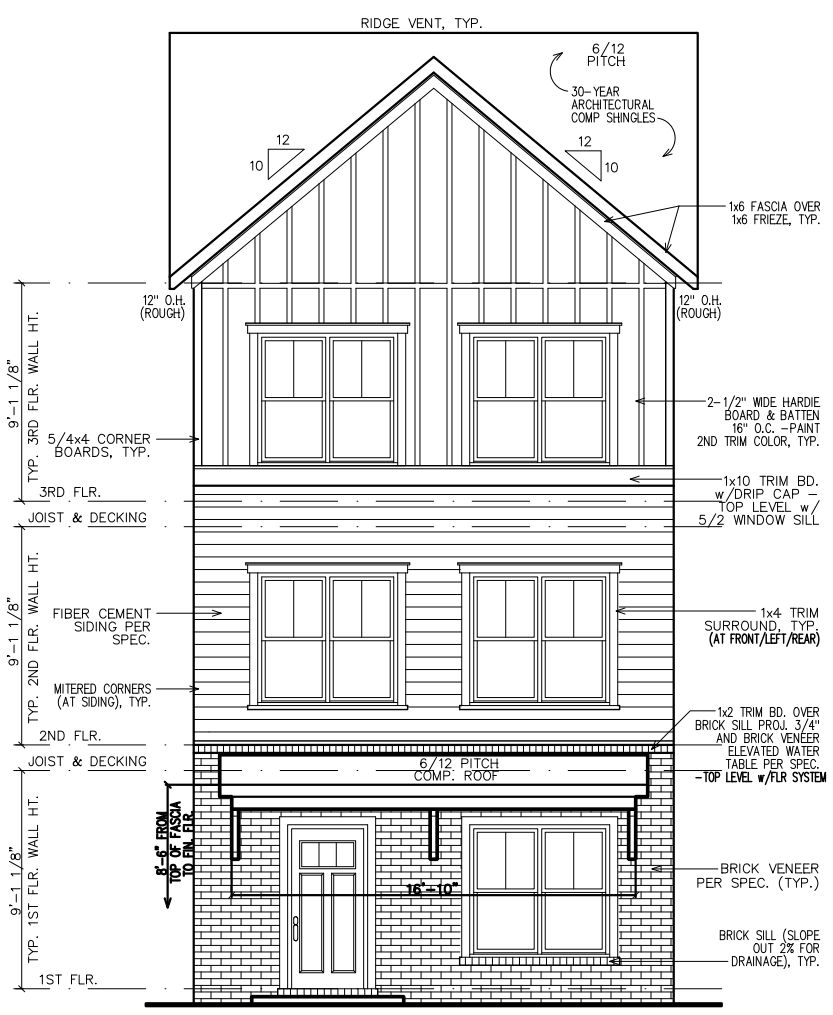 RIDGE VENT, TYP.
6/12
PITCH
30-YEAR
ARCHITECTURAL
COMP SHINGLES
12
10
12
10
1x6 FASCIA OVER
1x6 FRIEZE, TYP.
12" O.H.
(ROUGH)
12" O.H.
(ROUGH)
9'-1 1/8"
TYP. 3RD FLR. WALL HT.
2-1/2" WIDE HARDIE
BOARD & BATTEN
16" O.C. -PAINT
2ND TRIM COLOR, TYP.
5/4x4 CORNER
BOARDS, TYP.
1x10 TRIM BD.
w/DRIP CAP -
TOP LEVEL w/
5/2 WINDOW SILL
3RD FLR.
JOIST & DECKING
9'-1 1/8"
TYP. 2ND FLR. WALL HT.
FIBER CEMENT
SIDING PER
SPEC.
1x4 TRIM
SURROUND, TYP.
(AT FRONT/LEFT/REAR)
MITERED CORNERS
(AT SIDING), TYP.
2ND FLR.
JOIST & DECKING
1x2 TRIM BD. OVER
BRICK SILL PROJ. 3/4"
AND BRICK VENEER
ELEVATED WATER
TABLE PER SPEC.
-TOP LEVEL w/FLR SYSTEM
6/12 PITCH
COMP. ROOF
9'-1 1/8"
TYP. 1ST FLR. WALL HT.
8'-6" FROM
TOP OF FASCIA
TO FIN. FLR.
16'-10"
BRICK VENEER
PER SPEC. (TYP.)
BRICK SILL (SLOPE
OUT 2% FOR
DRAINAGE), TYP.
1ST FLR.